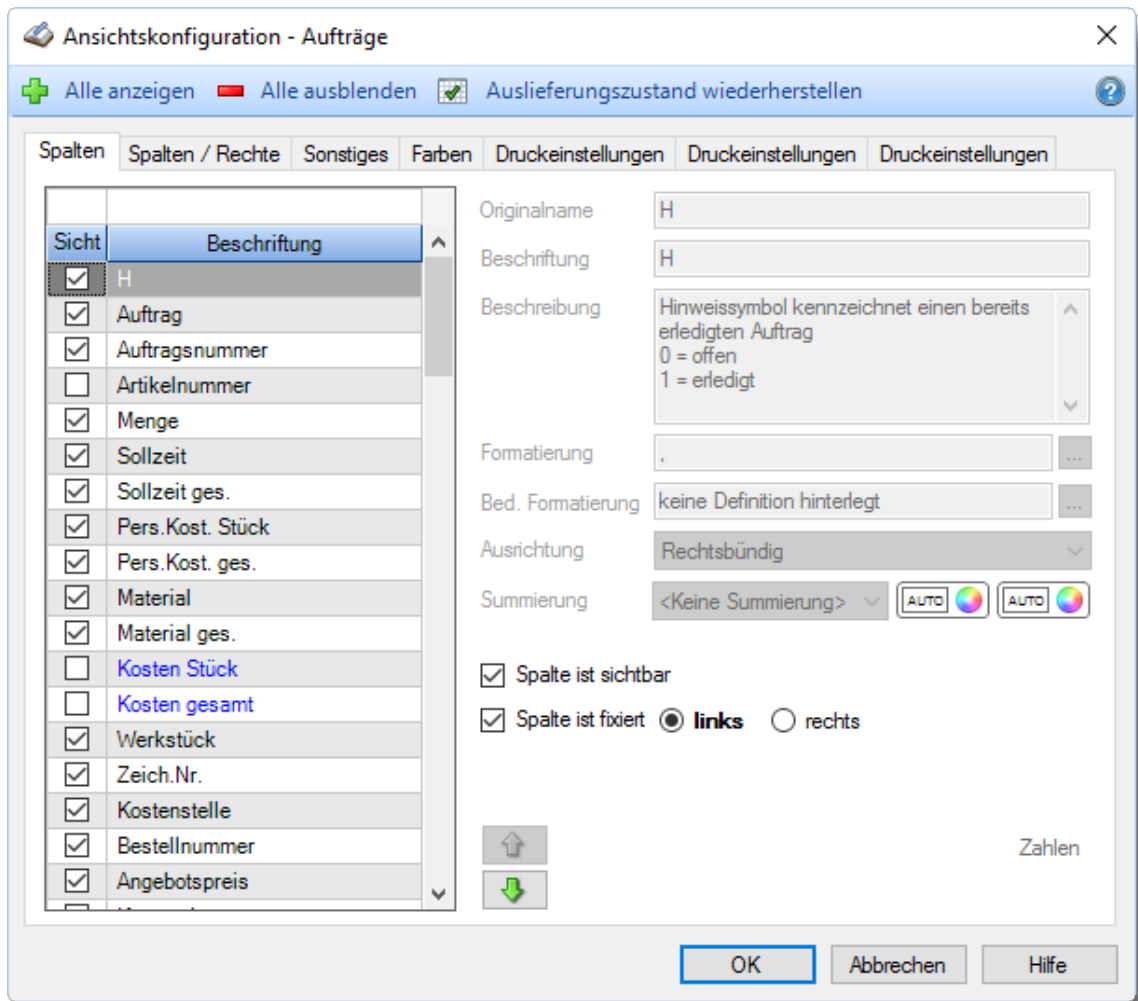 Ansichtskonfiguration - Aufträge
Alle anzeigen Alle ausblenden Auslieferungszustand wiederherstellen ?
Spalten Spalten / Rechte Sonstiges Farben Druckeinstellungen Druckeinstellungen Druckeinstellungen
Sicht Beschriftung
H
Auftrag
Auftragsnummer
Artikelnummer
Menge
Sollzeit
Sollzeit ges.
Pers.Kost. Stück
Pers.Kost. ges.
Material
Material ges.
Kosten Stück
Kosten gesamt
Werkstück
Zeich.Nr.
Kostenstelle
Bestellnummer
Angebotspreis
Originalname H
Beschriftung H
Beschreibung Hinweissymbol kennzeichnet einen bereits
erledigten Auftrag
0 = offen
1 = erledigt
Formatierung , ...
Bed. Formatierung keine Definition hinterlegt ...
Ausrichtung Rechtsbündig
Summierung <Keine Summierung> AUTO AUTO
Spalte ist sichtbar
Spalte ist fixiert links rechts
Zahlen
OK Abbrechen Hilfe